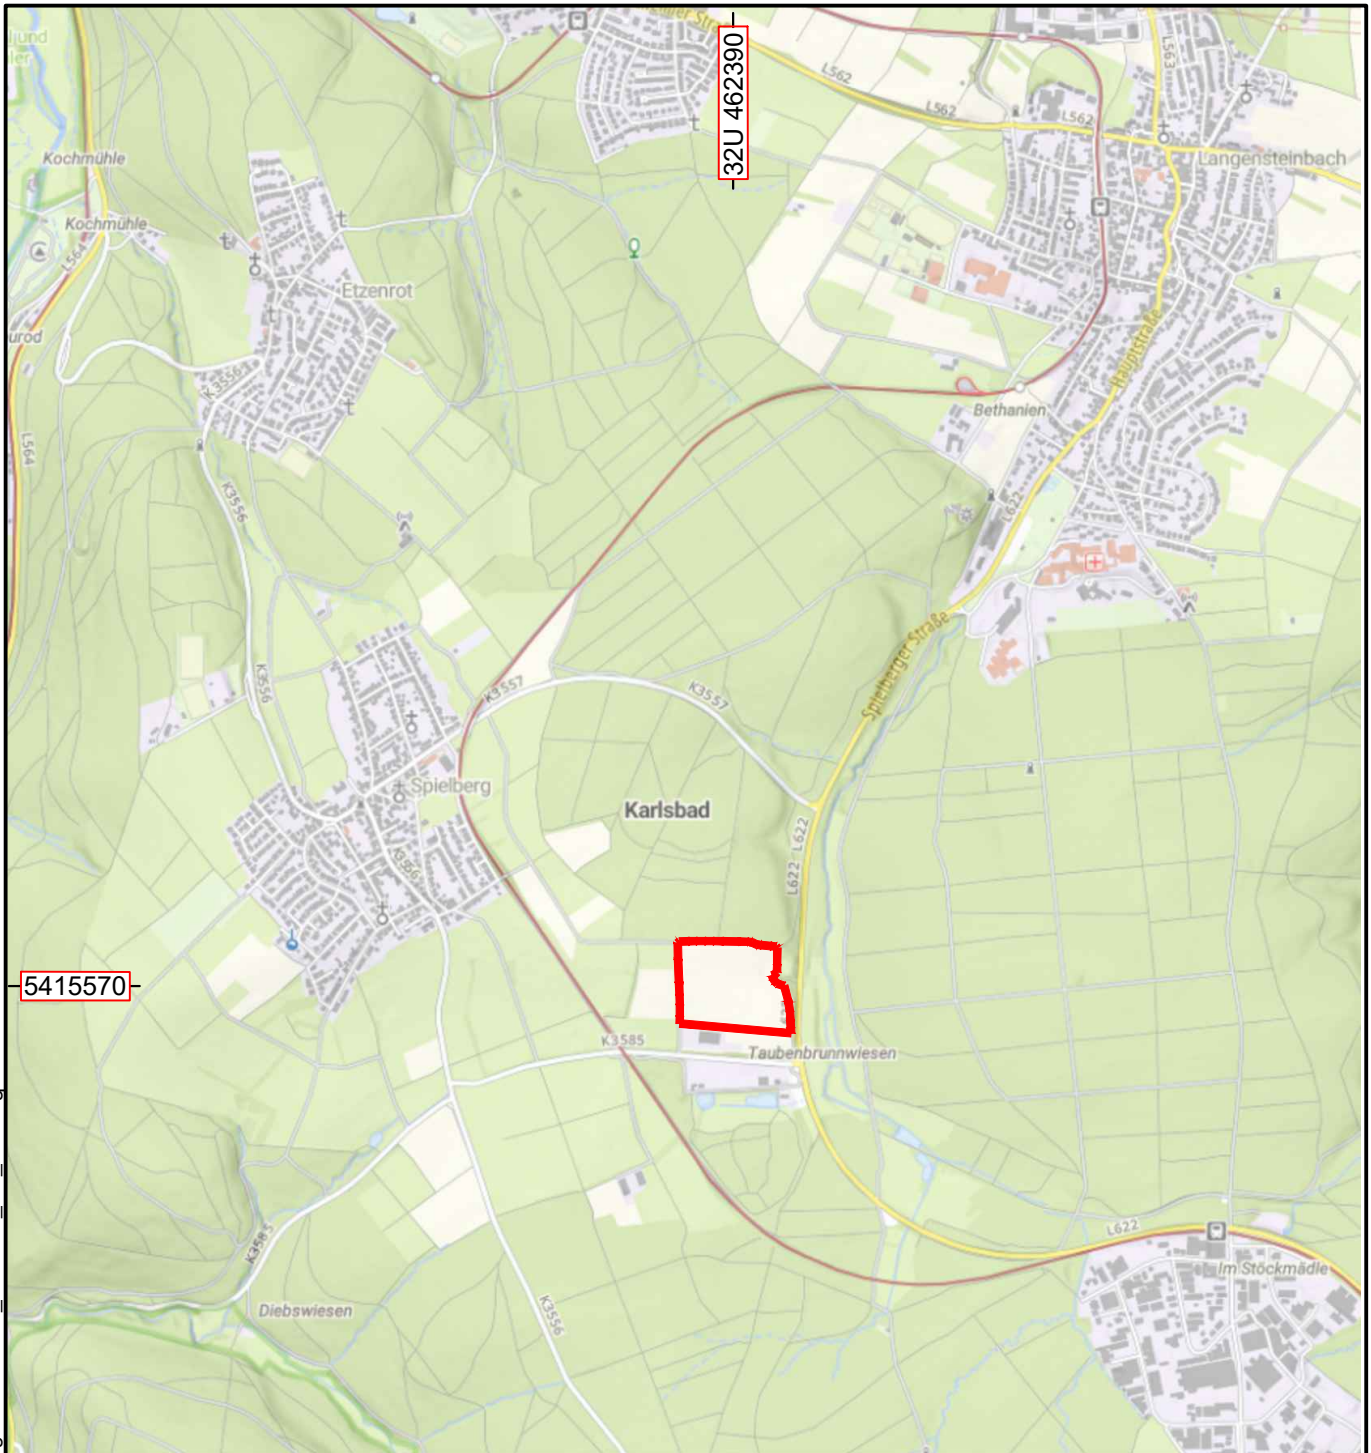 32U 462390
L562
L562
L562
L563
Langensteinbach
Kochmühle
Kochmühle
L564
Etzenrot
K 3556
Hauptstraße
Bethanien
L564
K3556
L622
Spielberger Straße
K3556
K3557
K3557
Spielberg
Karlsbad
L622
L622
K3556
5415570
K3585
Taubenbrunnwiesen
K3585
L622
Im Stöckmädle
Diebswiesen
K3556